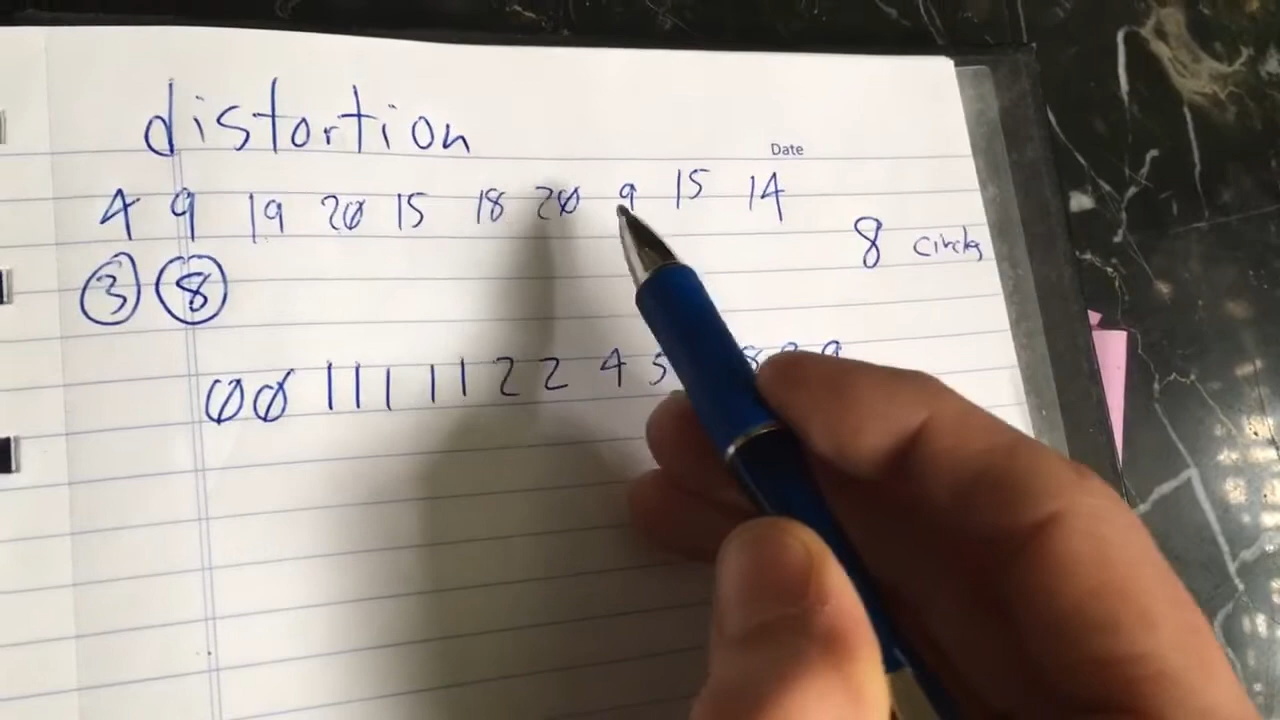 distortion
Date
4 9 19 20 15 18 20 9 15 14
8 circles
3 8
0 0 1 1 1 1 1 2 2 4 5